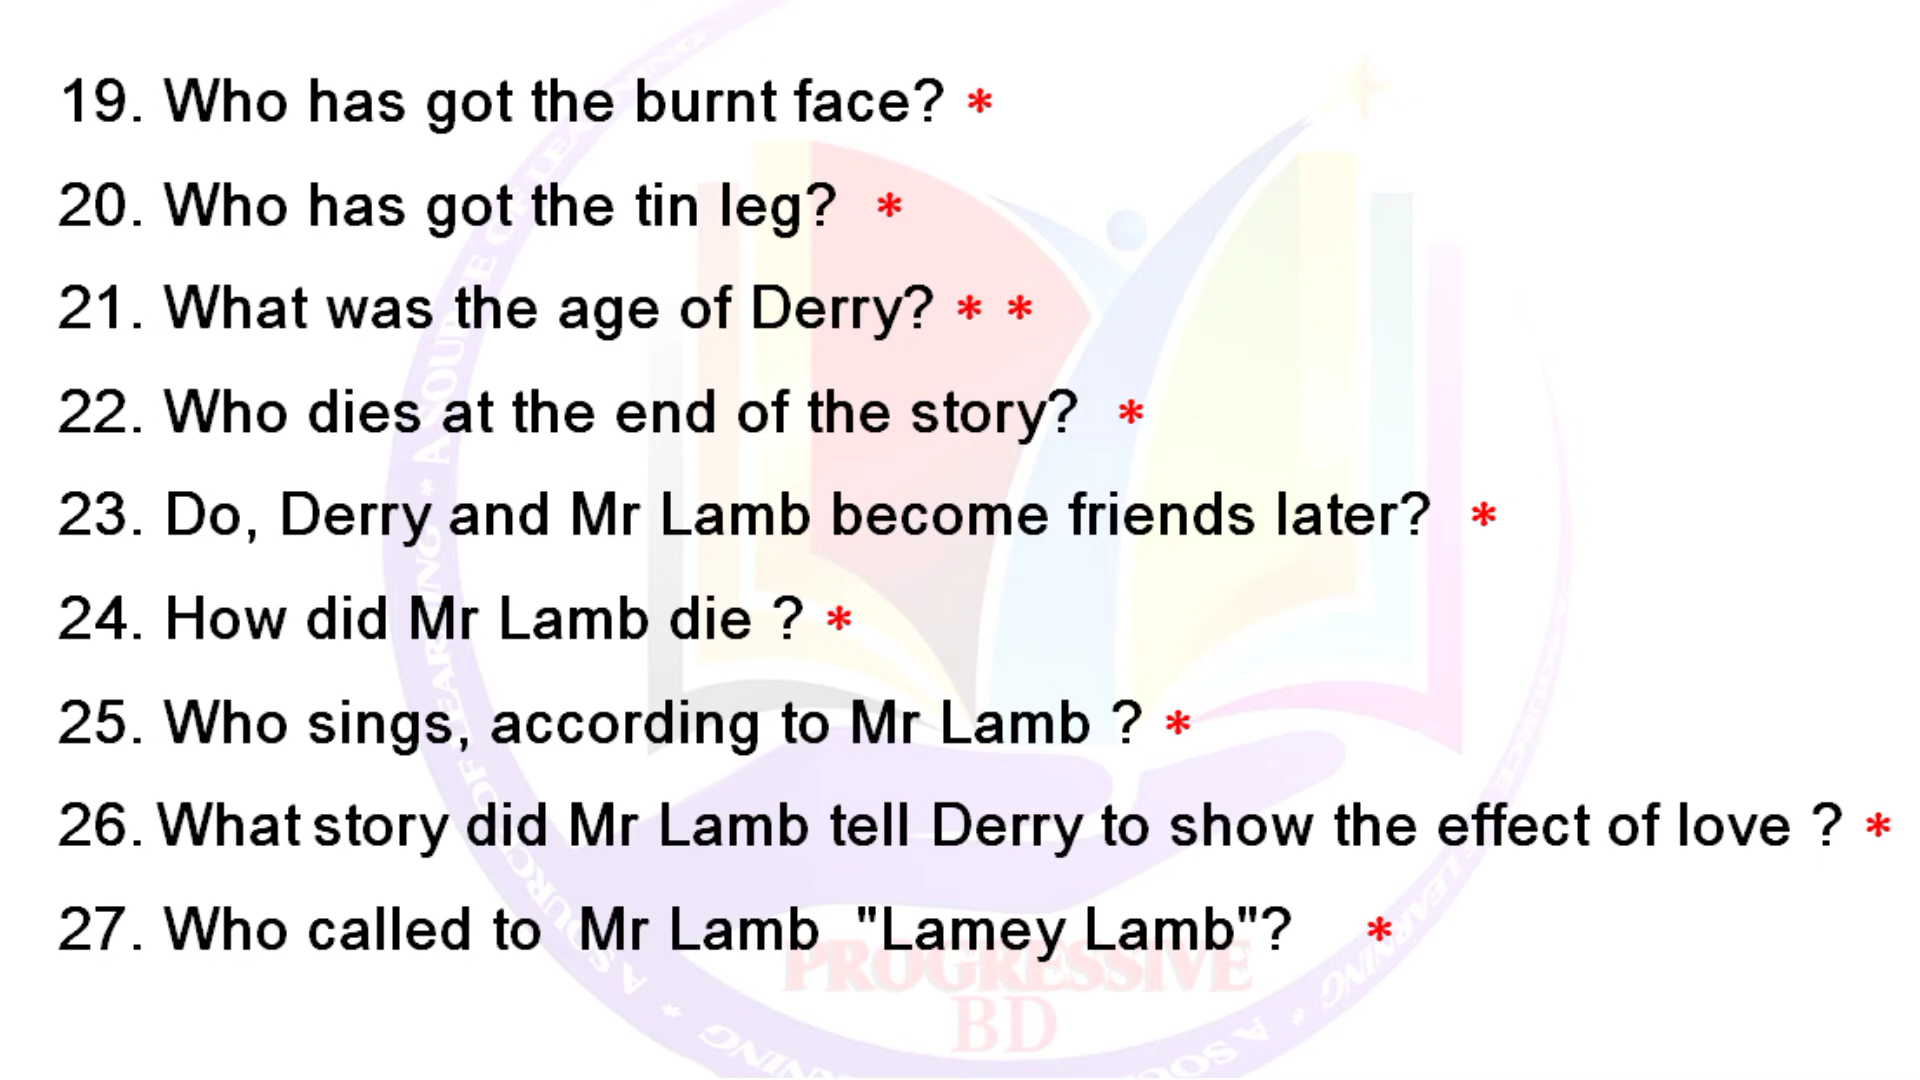 19. Who has got the burnt face? *
20. Who has got the tin leg? *
21. What was the age of Derry? * *
22. Who dies at the end of the story? *
23. Do, Derry and Mr Lamb become friends later? *
24. How did Mr Lamb die ? *
25. Who sings, according to Mr Lamb ? *
26. What story did Mr Lamb tell Derry to show the effect of love ? *
27. Who called to Mr Lamb "Lamey Lamb"? *
PROGRESSIVE
BD